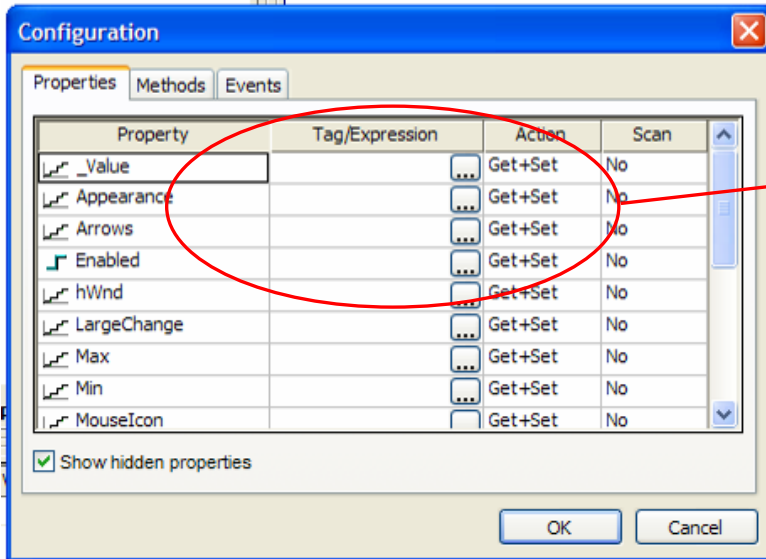 Configuration
Properties Methods Events
Property Tag/Expression Action Scan
_Value ... Get+Set No
Appearance ... Get+Set No
Arrows ... Get+Set No
Enabled ... Get+Set No
hWnd ... Get+Set No
LargeChange ... Get+Set No
Max ... Get+Set No
Min ... Get+Set No
MouseIcon Get+Set No
Show hidden properties
OK Cancel